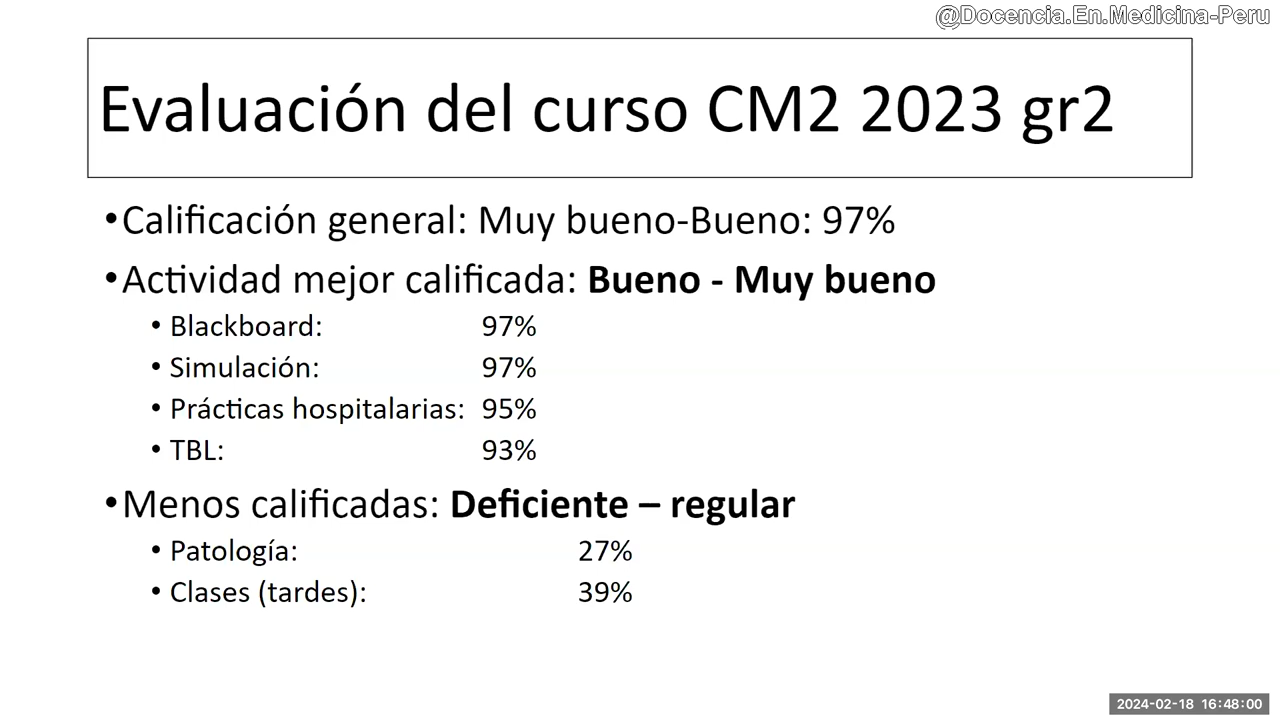 @Docencia.En.Medicina-Peru
Evaluación del curso CM2 2023 gr2
•Calificación general: Muy bueno-Bueno: 97%
•Actividad mejor calificada: Bueno - Muy bueno
• Blackboard: 97%
• Simulación: 97%
• Prácticas hospitalarias: 95%
• TBL: 93%
•Menos calificadas: Deficiente – regular
• Patología: 27%
• Clases (tardes): 39%
2024-02-18 16:48:00